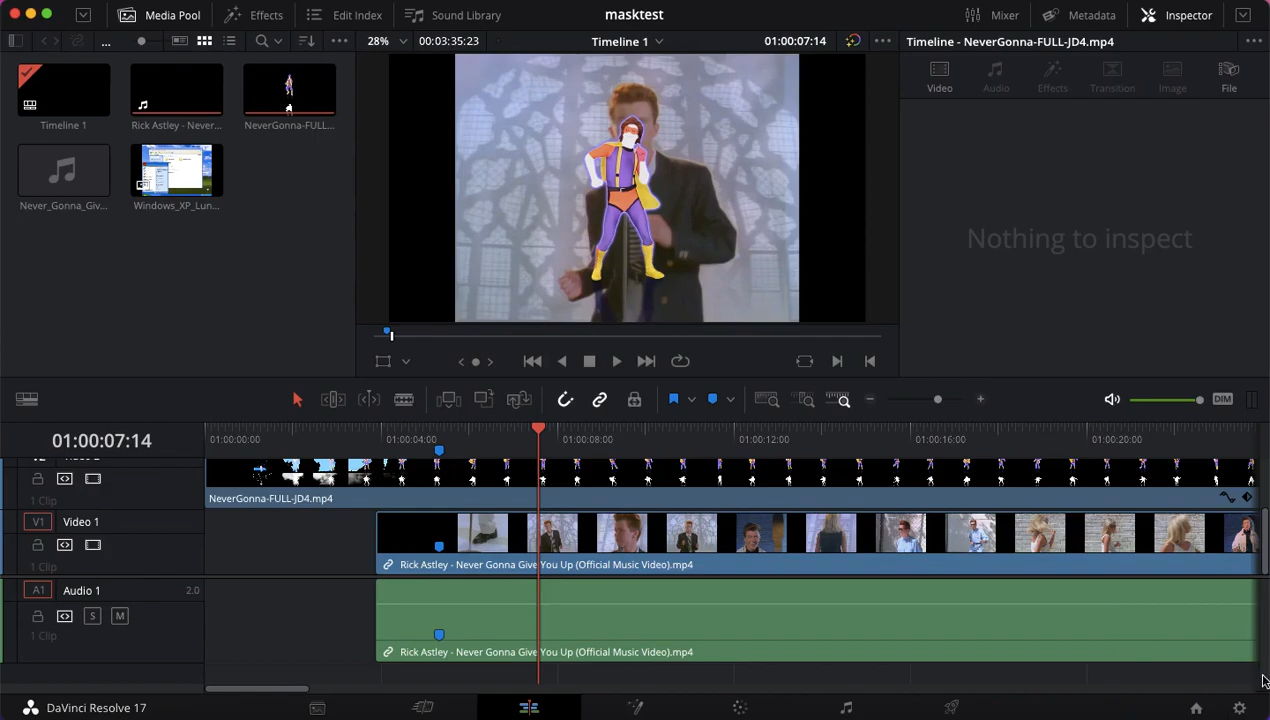 Media Pool
Effects
Edit Index
Sound Library
masktest
Mixer
Metadata
Inspector
...
28%
00:03:35:23
Timeline 1
01:00:07:14
Timeline - NeverGonna-FULL-JD4.mp4
Video
Audio
Effects
Transition
Image
File
Timeline 1
Rick Astley - Never...
NeverGonna-FULL...
Never_Gonna_Giv...
Windows_XP_Lun...
Nothing to inspect
DIM
01:00:07:14
01:00:00:00
01:00:04:00
01:00:08:00
01:00:12:00
01:00:16:00
01:00:20:00
1 Clip
NeverGonna-FULL-JD4.mp4
V1
Video 1
1 Clip
Rick Astley - Never Gonna Give You Up (Official Music Video).mp4
A1
Audio 1
2.0
S
M
1 Clip
Rick Astley - Never Gonna Give You Up (Official Music Video).mp4
DaVinci Resolve 17